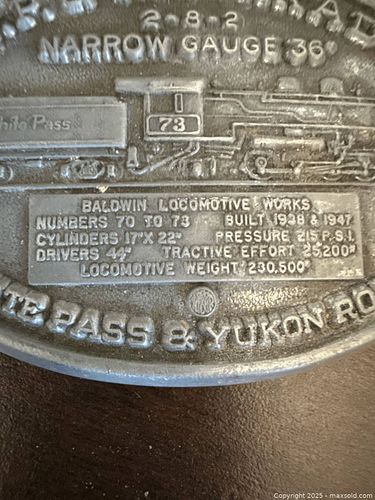 2-8-2
NARROW GAUGE 36"
White Pass
73
BALDWIN LOCOMOTIVE WORKS
NUMBERS 70 TO 73 BUILT 1938 & 1947
CYLINDERS 17"X 22" PRESSURE 215 P.S.I.
DRIVERS 44" TRACTIVE EFFORT 25,200"
LOCOMOTIVE WEIGHT 230,500"
TE PASS & YUKON RO
Copyright 2025 - maxsold.com